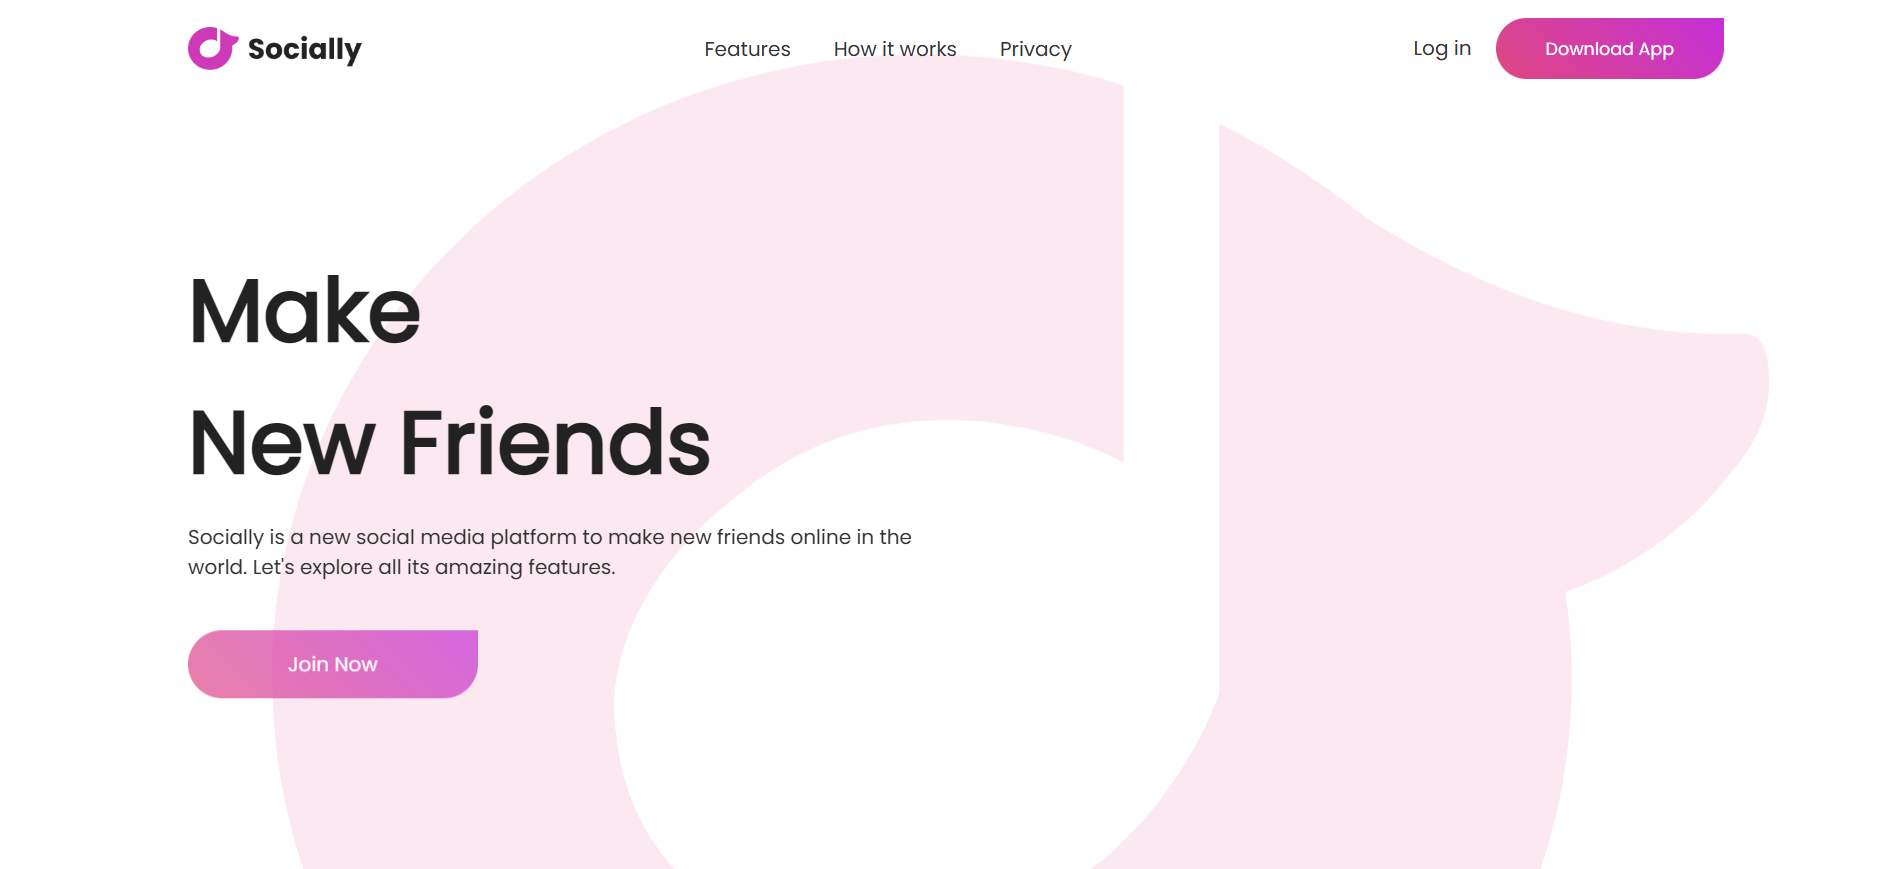 Socially
Features
How it works
Privacy
Log in
Download App
Make
New Friends
Socially is a new social media platform to make new friends online in the
world. Let's explore all its amazing features.
Join Now